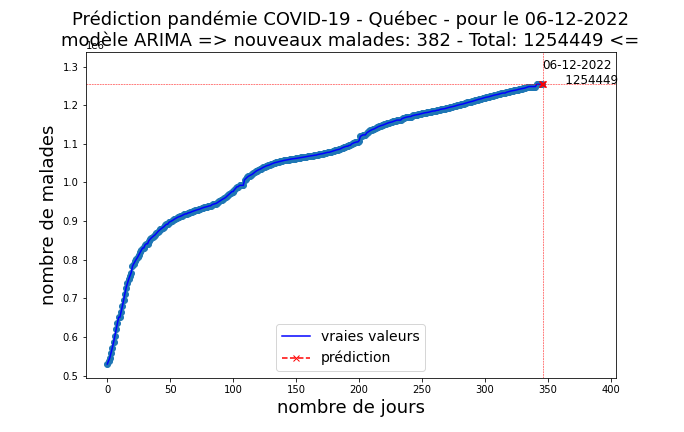 Prédiction pandémie COVID-19 - Québec - pour le 06-12-2022
modèle ARIMA => nouveaux malades: 382 - Total: 1254449 <=
1e6
06-12-2022
1254449
1.3
1.2
1.1
1.0
0.9
0.8
0.7
0.6
0.5
nombre de malades
vraies valeurs
prédiction
0 50 100 150 200 250 300 350 400
nombre de jours